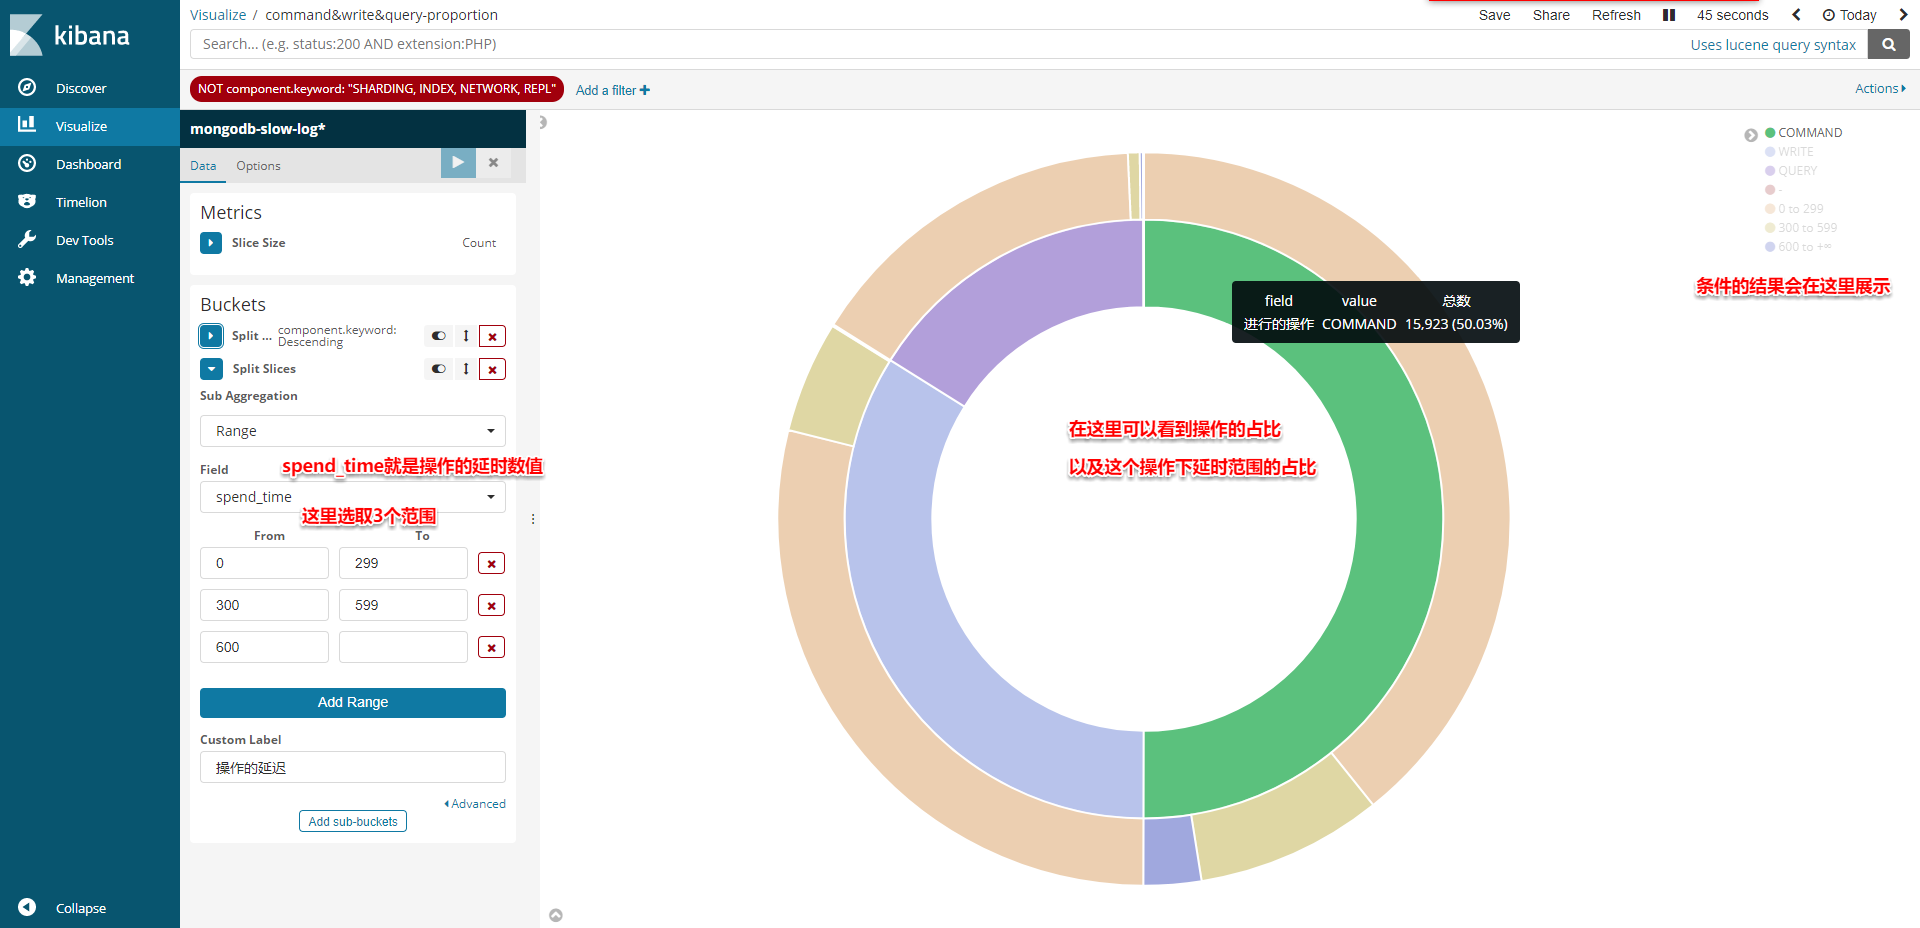 kibana
Discover
Visualize
Dashboard
Timelion
Dev Tools
Management
Collapse
Visualize / command&write&query-proportion
Save Share Refresh 45 seconds Today
Search... (e.g. status:200 AND extension:PHP)
Uses lucene query syntax
NOT component.keyword: "SHARDING, INDEX, NETWORK, REPL"
Add a filter
Actions
mongodb-slow-log*
Data Options
Metrics
Slice Size Count
Buckets
Split ... component.keyword: Descending
Split Slices
Sub Aggregation
Range
Field
spend_time就是操作的延时数值
spend_time
这里选取3个范围
From To
0 299
300 599
600
Add Range
Custom Label
操作的延迟
Advanced
Add sub-buckets
field value 总数
进行的操作 COMMAND 15,923 (50.03%)
在这里可以看到操作的占比
以及这个操作下延时范围的占比
COMMAND
WRITE
QUERY
-
0 to 299
300 to 599
600 to +∞
条件的结果会在这里展示